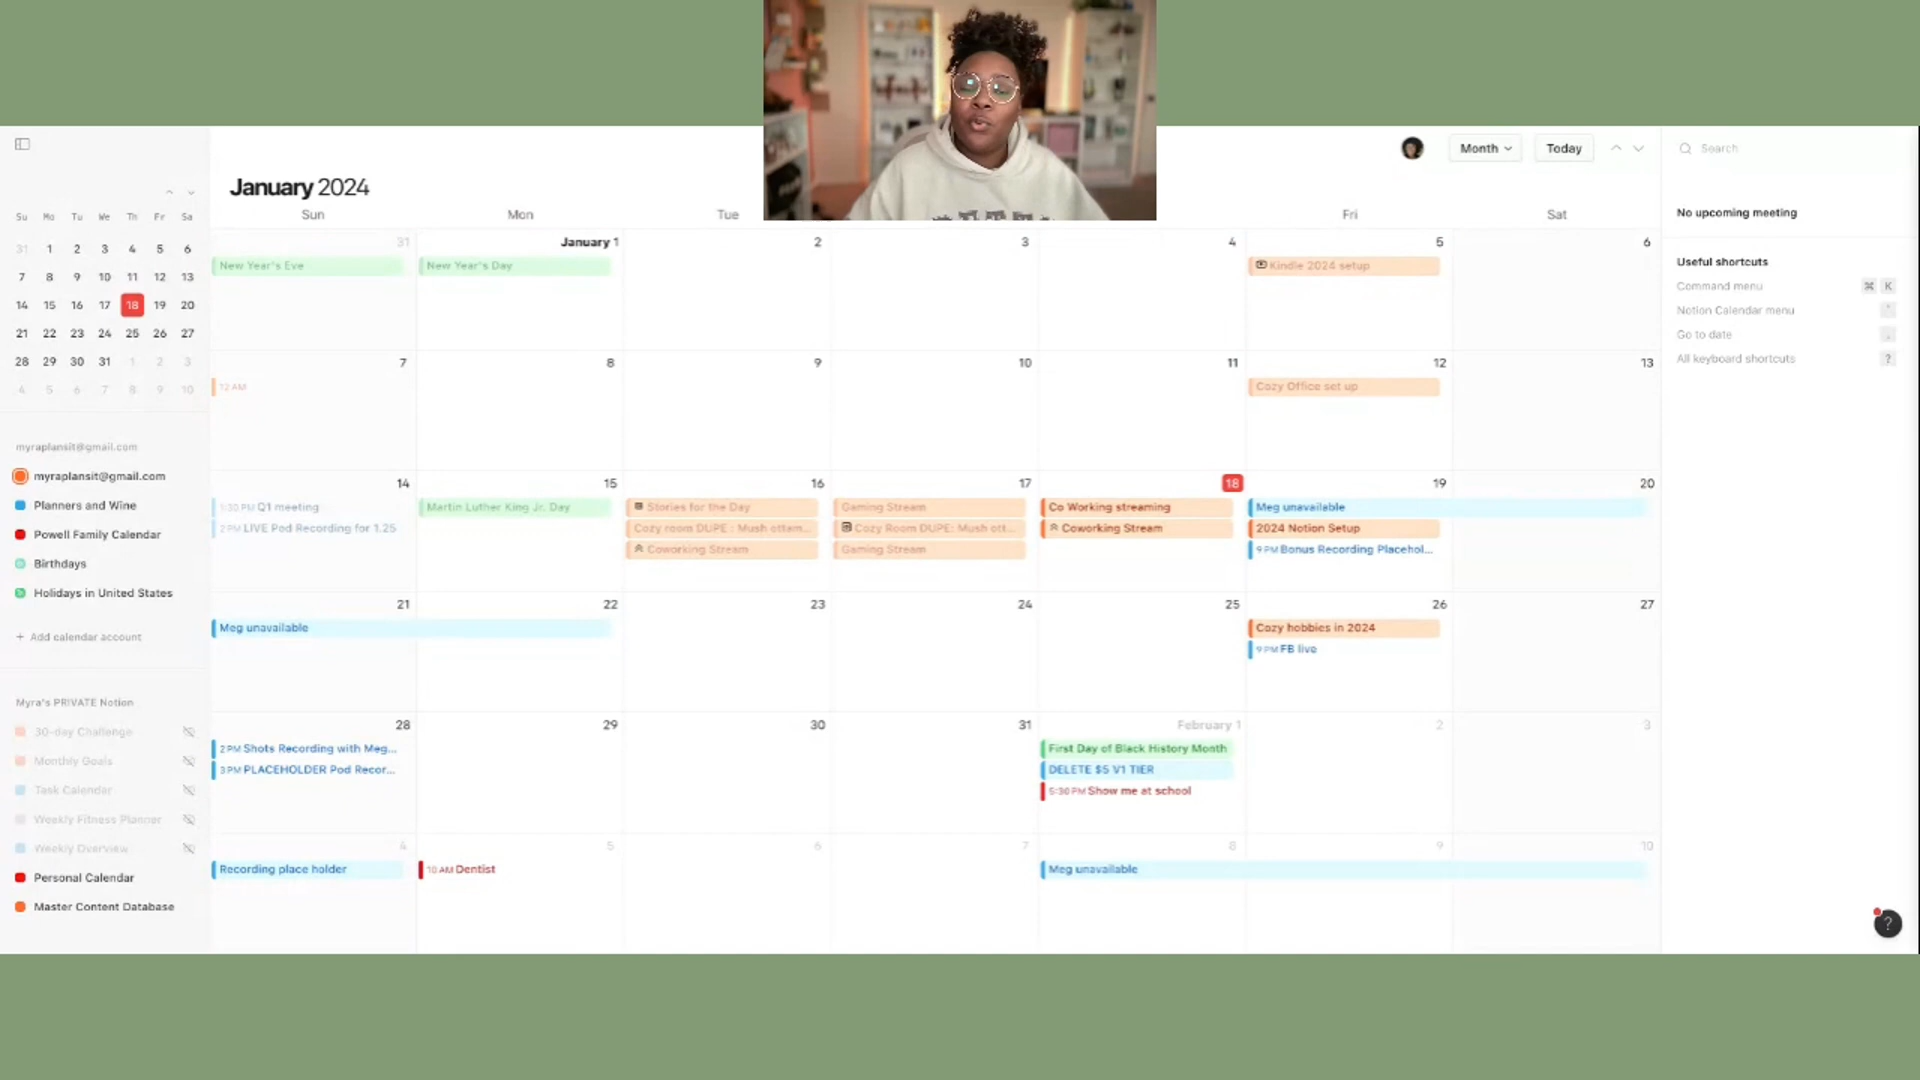 January 2024
Month
Today
Search
Su Mo Tu We Th Fr Sa
31 1 2 3 4 5 6
7 8 9 10 11 12 13
14 15 16 17 18 19 20
21 22 23 24 25 26 27
28 29 30 31 1 2 3
4 5 6 7 8 9 10
myraplansit@gmail.com
myraplansit@gmail.com
Planners and Wine
Powell Family Calendar
Birthdays
Holidays in United States
+ Add calendar account
Myra's PRIVATE Notion
30-day Challenge
Monthly Goals
Task Calendar
Weekly Fitness Planner
Weekly Overview
Personal Calendar
Master Content Database
Sun Mon Tue Fri Sat
31 January 1 2 3 4 5 6
New Year's Eve
New Year's Day
Kindle 2024 setup
7 8 9 10 11 12 13
12 AM
Cozy Office set up
14 15 16 17 18 19 20
1:30 PM Q1 meeting
2 PM LIVE Pod Recording for 1.25
Martin Luther King Jr. Day
Stories for the Day
Cozy room DUPE : Mush ottam...
Coworking Stream
Gaming Stream
Cozy Room DUPE: Mush ott...
Gaming Stream
Co Working streaming
Coworking Stream
Meg unavailable
2024 Notion Setup
9 PM Bonus Recording Placehol...
21 22 23 24 25 26 27
Meg unavailable
Cozy hobbies in 2024
9 PM FB live
28 29 30 31 February 1 2 3
2 PM Shots Recording with Meg...
3 PM PLACEHOLDER Pod Recor...
First Day of Black History Month
DELETE $5 V1 TIER
5:30 PM Show me at school
4 5 6 7 8 9 10
Recording place holder
10 AM Dentist
Meg unavailable
No upcoming meeting
Useful shortcuts
Command menu ⌘ K
Notion Calendar menu
Go to date .
All keyboard shortcuts ?
?